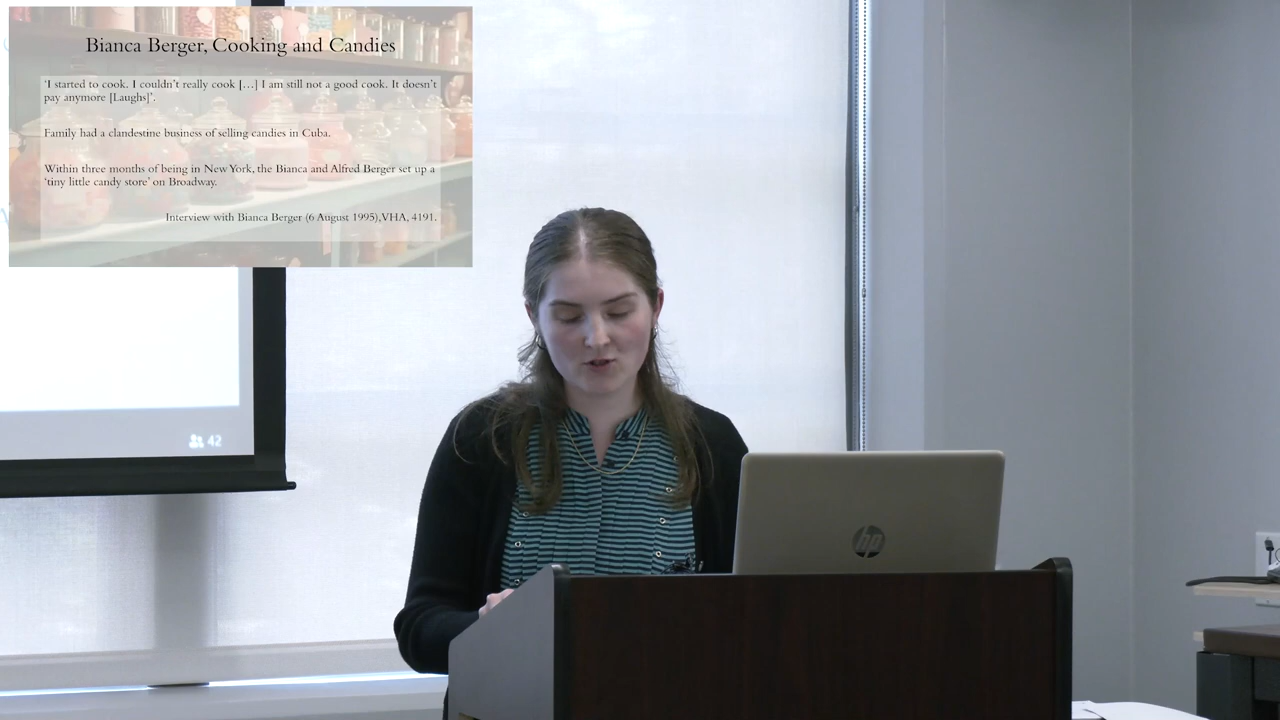 Bianca Berger, Cooking and Candies
‘I started to cook. I couldn’t really cook […] I am still not a good cook. It doesn’t
pay anymore [Laughs]’.
Family had a clandestine business of selling candies in Cuba.
Within three months of being in New York, the Bianca and Alfred Berger set up a
‘tiny little candy store’ on Broadway.
Interview with Bianca Berger (6 August 1995),VHA, 4191.
42
hp